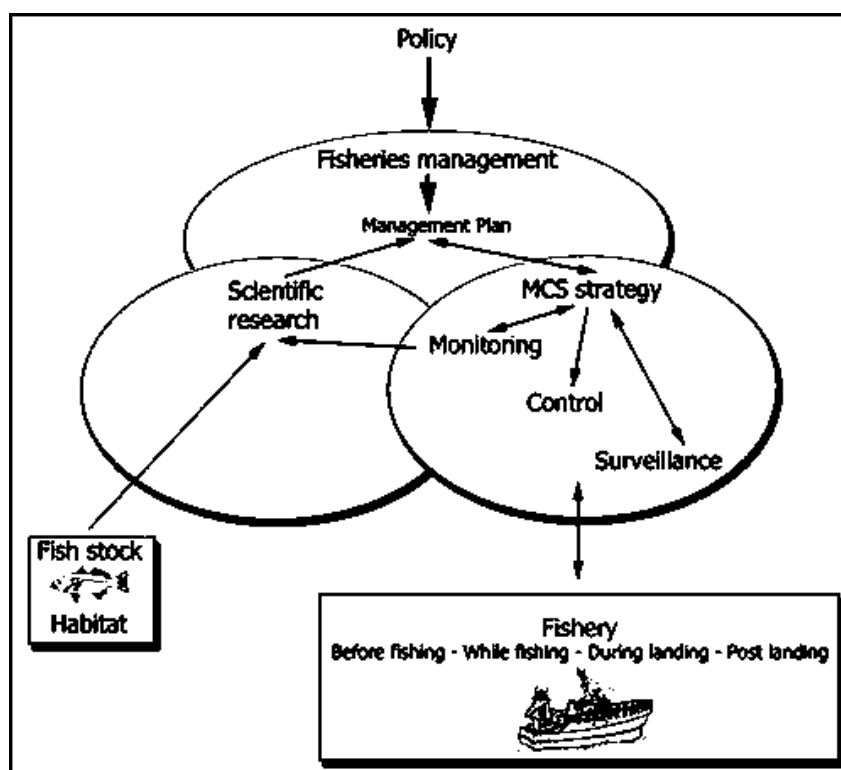 Policy
Fisheries management
Management Plan
Scientific
research
MCS strategy
Monitoring
Control
Surveillance
Fish stock
Habitat
Fishery
Before fishing - While fishing - During landing - Post landing